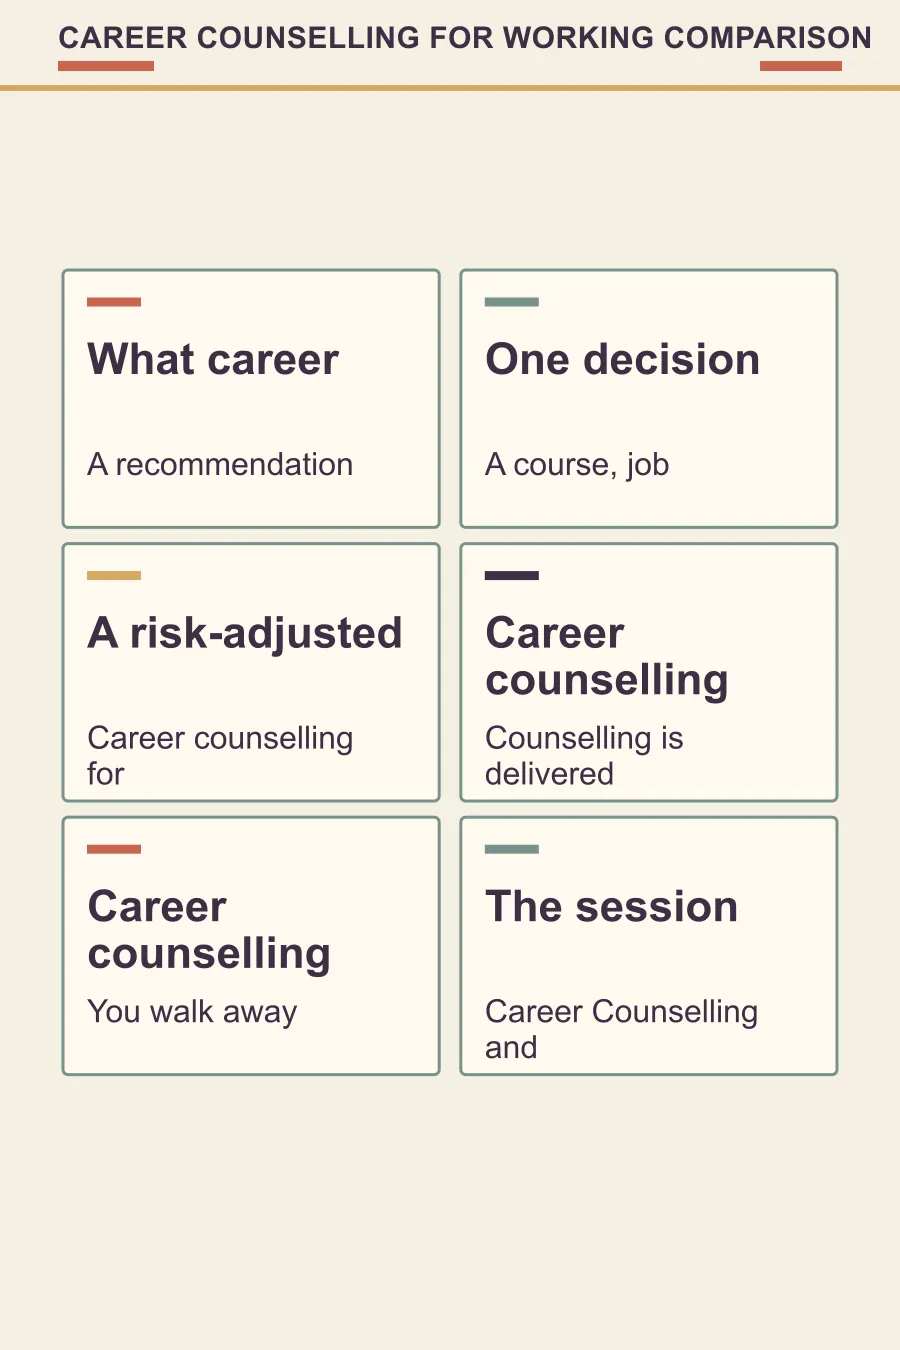 CAREER COUNSELLING FOR WORKING COMPARISON
What career
A recommendation
One decision
A course, job
A risk-adjusted
Career counselling
for
Career
counselling
Counselling is
delivered
Career
counselling
You walk away
The session
Career Counselling
and